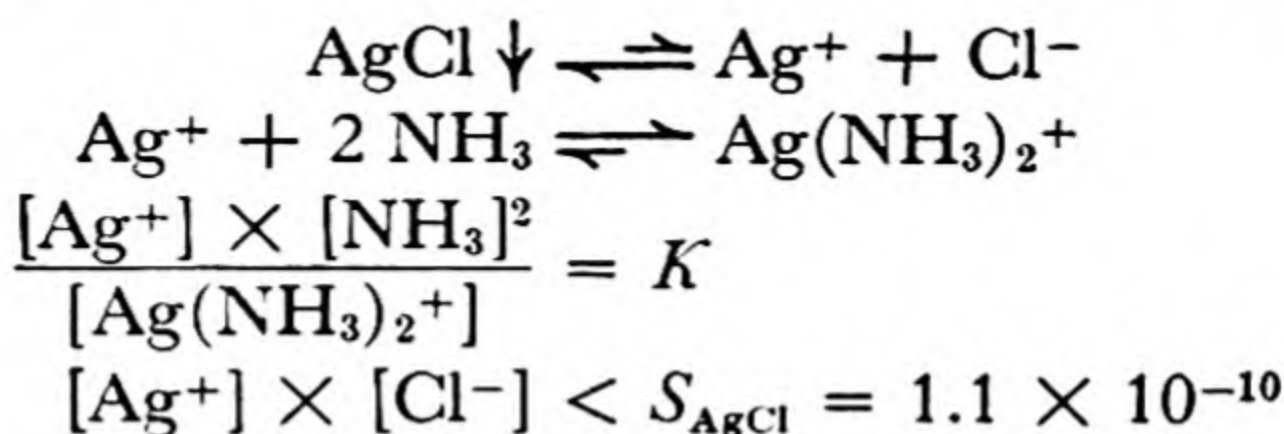 AgCl ↓ ⇌ Ag⁺ + Cl⁻
Ag⁺ + 2 NH₃ ⇌ Ag(NH₃)₂⁺
[Ag⁺] × [NH₃]²
[Ag(NH₃)₂⁺]
= K
[Ag⁺] × [Cl⁻] < S_AgCl = 1.1 × 10⁻¹⁰